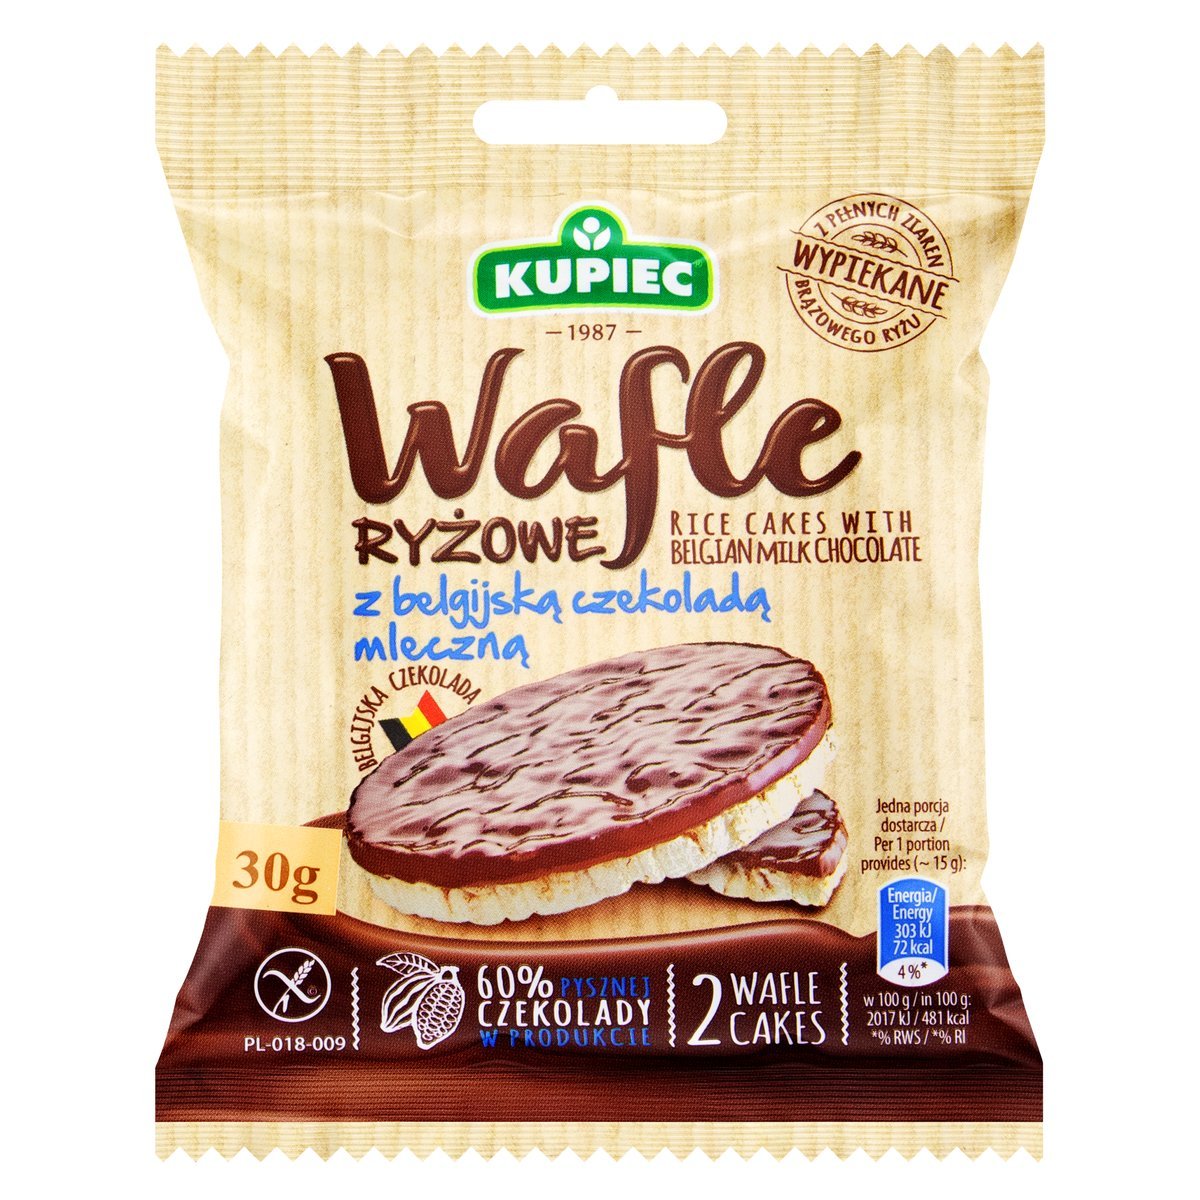 KUPIEC
— 1987 —
Z PEŁNYCH ZIAREN
WYPIEKANE
BRĄZOWEGO RYŻU
Wafle
RYŻOWE
RICE CAKES WITH
BELGIAN MILK CHOCOLATE
z belgijską czekoladą
mleczną
BELGIJSKA CZEKOLADA
Jedna porcja
dostarcza /
Per 1 portion
provides (~ 15 g):
30g
Energia/
Energy
303 kJ
72 kcal
4 %*
w 100 g / in 100 g:
2017 kJ / 481 kcal
*% RWS / *% RI
PL-018-009
60% PYSZNEJ
CZEKOLADY
W PRODUKCIE
2 WAFLE
CAKES